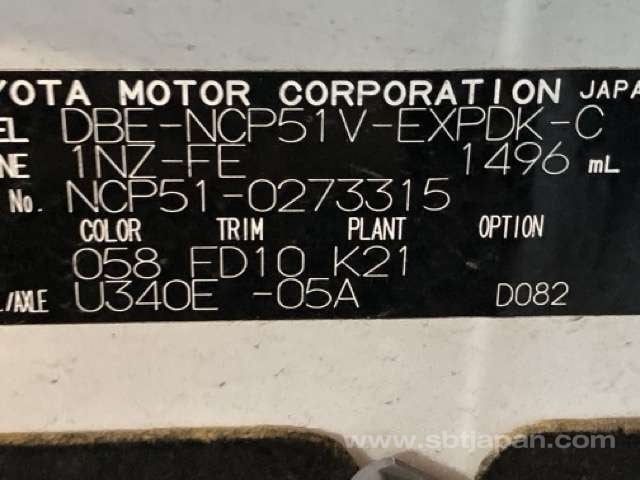 YOTA MOTOR CORPORATION JAPA
EL DBE-NCP51V-EXPDK-C
NE 1NZ-FE 1496 mL
No. NCP51-0273315
COLOR TRIM PLANT OPTION
058 FD10 K21
./AXLE U340E -05A D082
www.sbtjapan.com